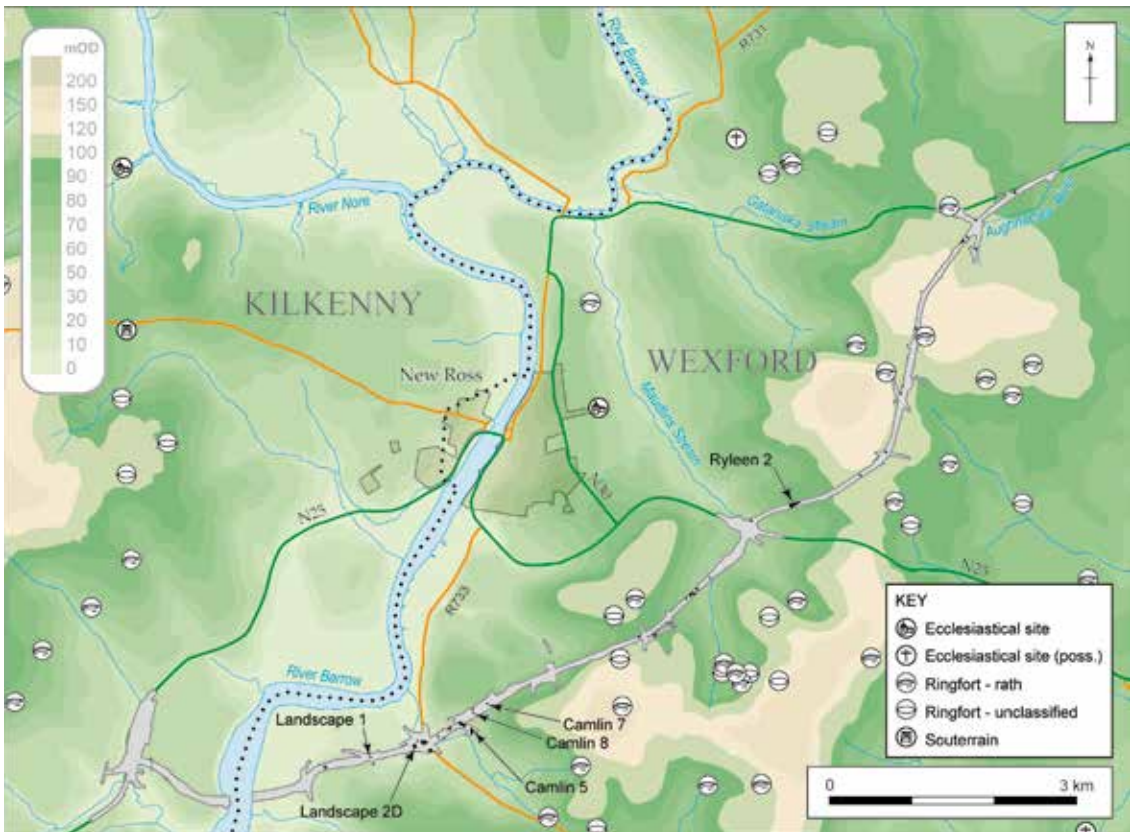 mOD
200
150
120
100
90
80
70
60
50
40
30
20
10
0
N
River Barrow
R731
River Nore
KILKENNY
New Ross
WEXFORD
Maudlins Stream
Ryleen 2
N25
N30
N25
R733
River Barrow
Landscape 1
Landscape 2D
Camlin 7
Camlin 8
Camlin 5
KEY
Ecclesiastical site
Ecclesiastical site (poss.)
Ringfort - rath
Ringfort - unclassified
Souterrain
0 3 km